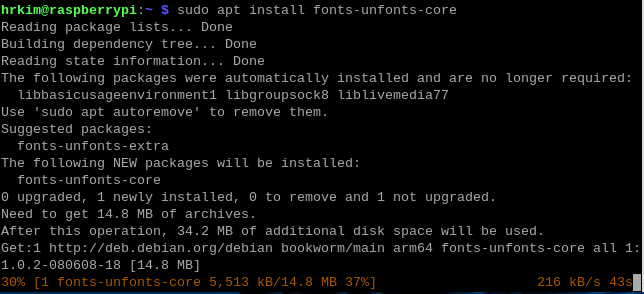 hrkim@raspberrypi:~ $ sudo apt install fonts-unfonts-core
Reading package lists... Done
Building dependency tree... Done
Reading state information... Done
The following packages were automatically installed and are no longer required:
  libbasicusageenvironment1 libgroupsock8 liblivemedia77
Use 'sudo apt autoremove' to remove them.
Suggested packages:
  fonts-unfonts-extra
The following NEW packages will be installed:
  fonts-unfonts-core
0 upgraded, 1 newly installed, 0 to remove and 1 not upgraded.
Need to get 14.8 MB of archives.
After this operation, 34.2 MB of additional disk space will be used.
Get:1 http://deb.debian.org/debian bookworm/main arm64 fonts-unfonts-core all 1:
1.0.2-080608-18 [14.8 MB]
30% [1 fonts-unfonts-core 5,513 kB/14.8 MB 37%] 216 kB/s 43s